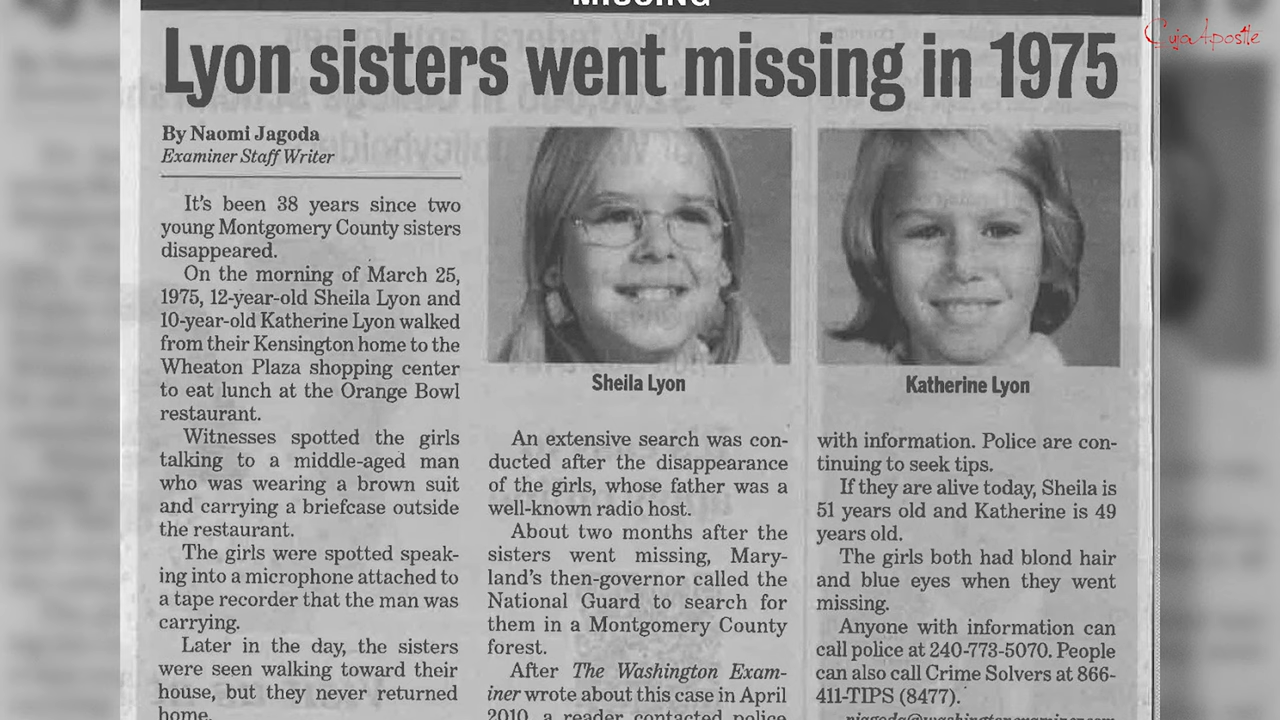 MISSING
Lyon sisters went missing in 1975
Cuja Apostle
By Naomi Jagoda
Examiner Staff Writer
It's been 38 years since two
young Montgomery County sisters
disappeared.
On the morning of March 25,
1975, 12-year-old Sheila Lyon and
10-year-old Katherine Lyon walked
from their Kensington home to the
Wheaton Plaza shopping center
to eat lunch at the Orange Bowl
restaurant.
Witnesses spotted the girls
talking to a middle-aged man
who was wearing a brown suit
and carrying a briefcase outside
the restaurant.
The girls were spotted speak-
ing into a microphone attached to
a tape recorder that the man was
carrying.
Later in the day, the sisters
were seen walking toward their
house, but they never returned
home.
Sheila Lyon
An extensive search was con-
ducted after the disappearance
of the girls, whose father was a
well-known radio host.
About two months after the
sisters went missing, Mary-
land's then-governor called the
National Guard to search for
them in a Montgomery County
forest.
After The Washington Exam-
iner wrote about this case in April
2010, a reader contacted police
Katherine Lyon
with information. Police are con-
tinuing to seek tips.
If they are alive today, Sheila is
51 years old and Katherine is 49
years old.
The girls both had blond hair
and blue eyes when they went
missing.
Anyone with information can
call police at 240-773-5070. People
can also call Crime Solvers at 866-
411-TIPS (8477).
njagoda@washingtonexaminer.com